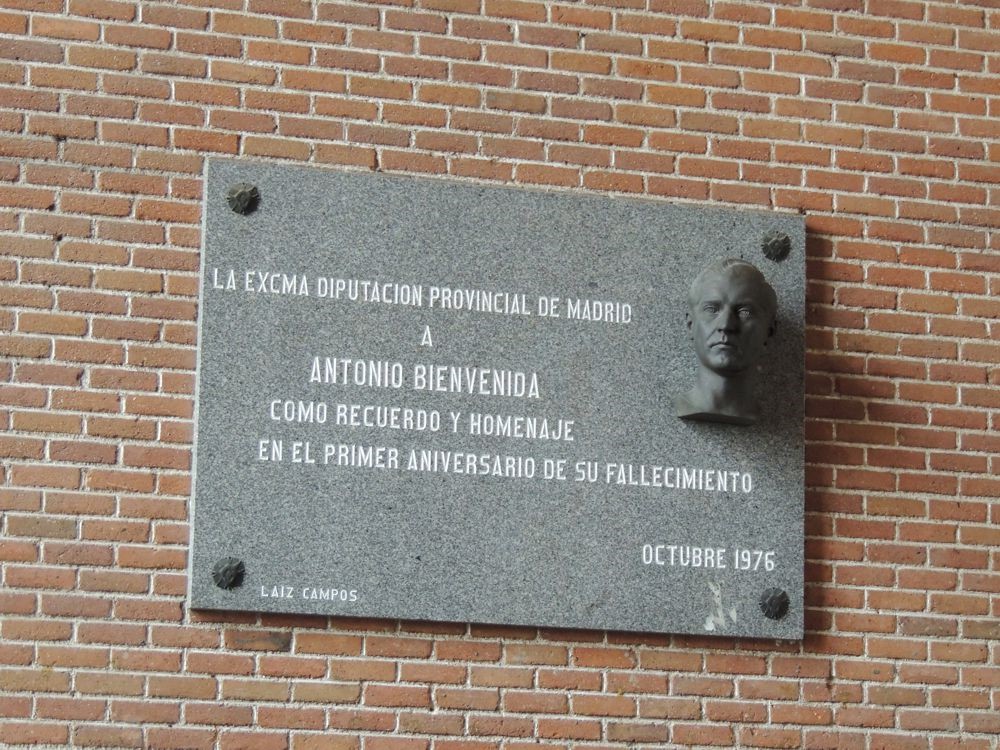 LA EXCMA DIPUTACION PROVINCIAL DE MADRID
A
ANTONIO BIENVENIDA
COMO RECUERDO Y HOMENAJE
EN EL PRIMER ANIVERSARIO DE SU FALLECIMIENTO
OCTUBRE 1976
LAIZ CAMPOS